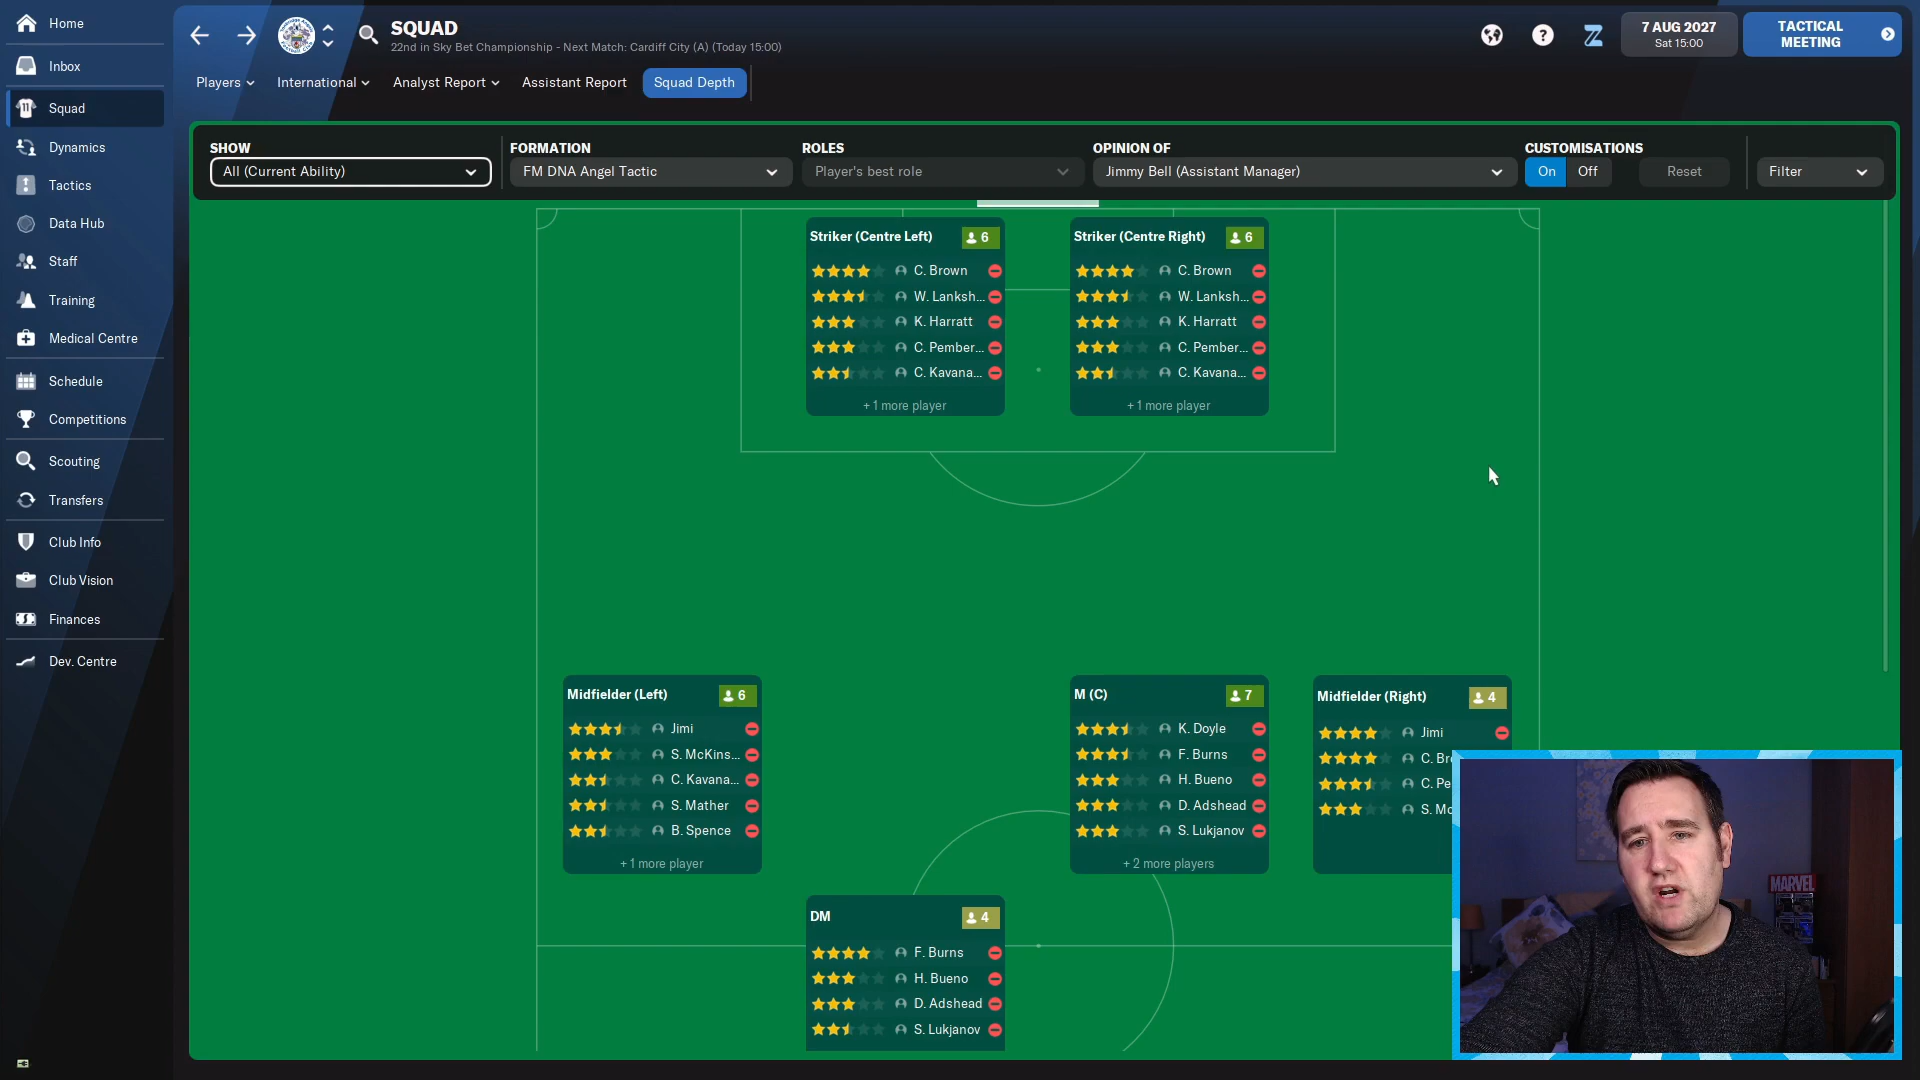 Home
Inbox
Squad
Dynamics
Tactics
Data Hub
Staff
Training
Medical Centre
Schedule
Competitions
Scouting
Transfers
Club Info
Club Vision
Finances
Dev. Centre
SQUAD
22nd in Sky Bet Championship - Next Match: Cardiff City (A) (Today 15:00)
7 AUG 2027
Sat 15:00
TACTICAL
MEETING
Players
International
Analyst Report
Assistant Report
Squad Depth
SHOW
All (Current Ability)
FORMATION
FM DNA Angel Tactic
ROLES
Player's best role
OPINION OF
Jimmy Bell (Assistant Manager)
CUSTOMISATIONS
On Off
Reset
Filter
Striker (Centre Left) 6
C. Brown
W. Lanksh...
K. Harratt
C. Pember...
C. Kavana...
+ 1 more player
Striker (Centre Right) 6
C. Brown
W. Lanksh...
K. Harratt
C. Pember...
C. Kavana...
+ 1 more player
Midfielder (Left) 6
Jimi
S. McKins...
C. Kavana...
S. Mather
B. Spence
+ 1 more player
M (C) 7
K. Doyle
F. Burns
H. Bueno
D. Adshead
S. Lukjanov
+ 2 more players
Midfielder (Right) 4
Jimi
C. Br
C. Pe
S. Mc
DM 4
F. Burns
H. Bueno
D. Adshead
S. Lukjanov
MARVEL